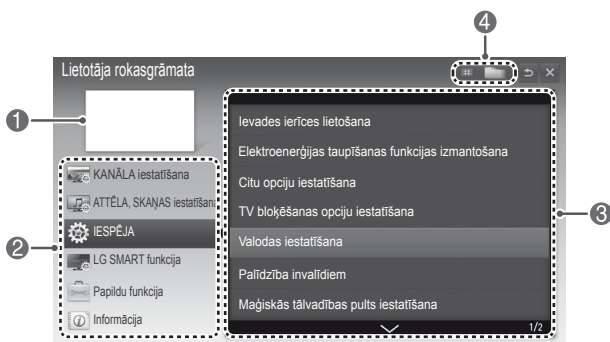 4
Lietotāja rokasgrāmata
1
KANĀLA iestatīšana
ATTĒLA, SKAŅAS iestatīšana
IESPĒJA
LG SMART funkcija
Papildu funkcija
Informācija
2
Ievades ierīces lietošana
Elektroenerģijas taupīšanas funkcijas izmantošana
Citu opciju iestatīšana
TV bloķēšanas opciju iestatīšana
Valodas iestatīšana
Palīdzība invalīdiem
Maģiskās tālvadības pults iestatīšana
1/2
3